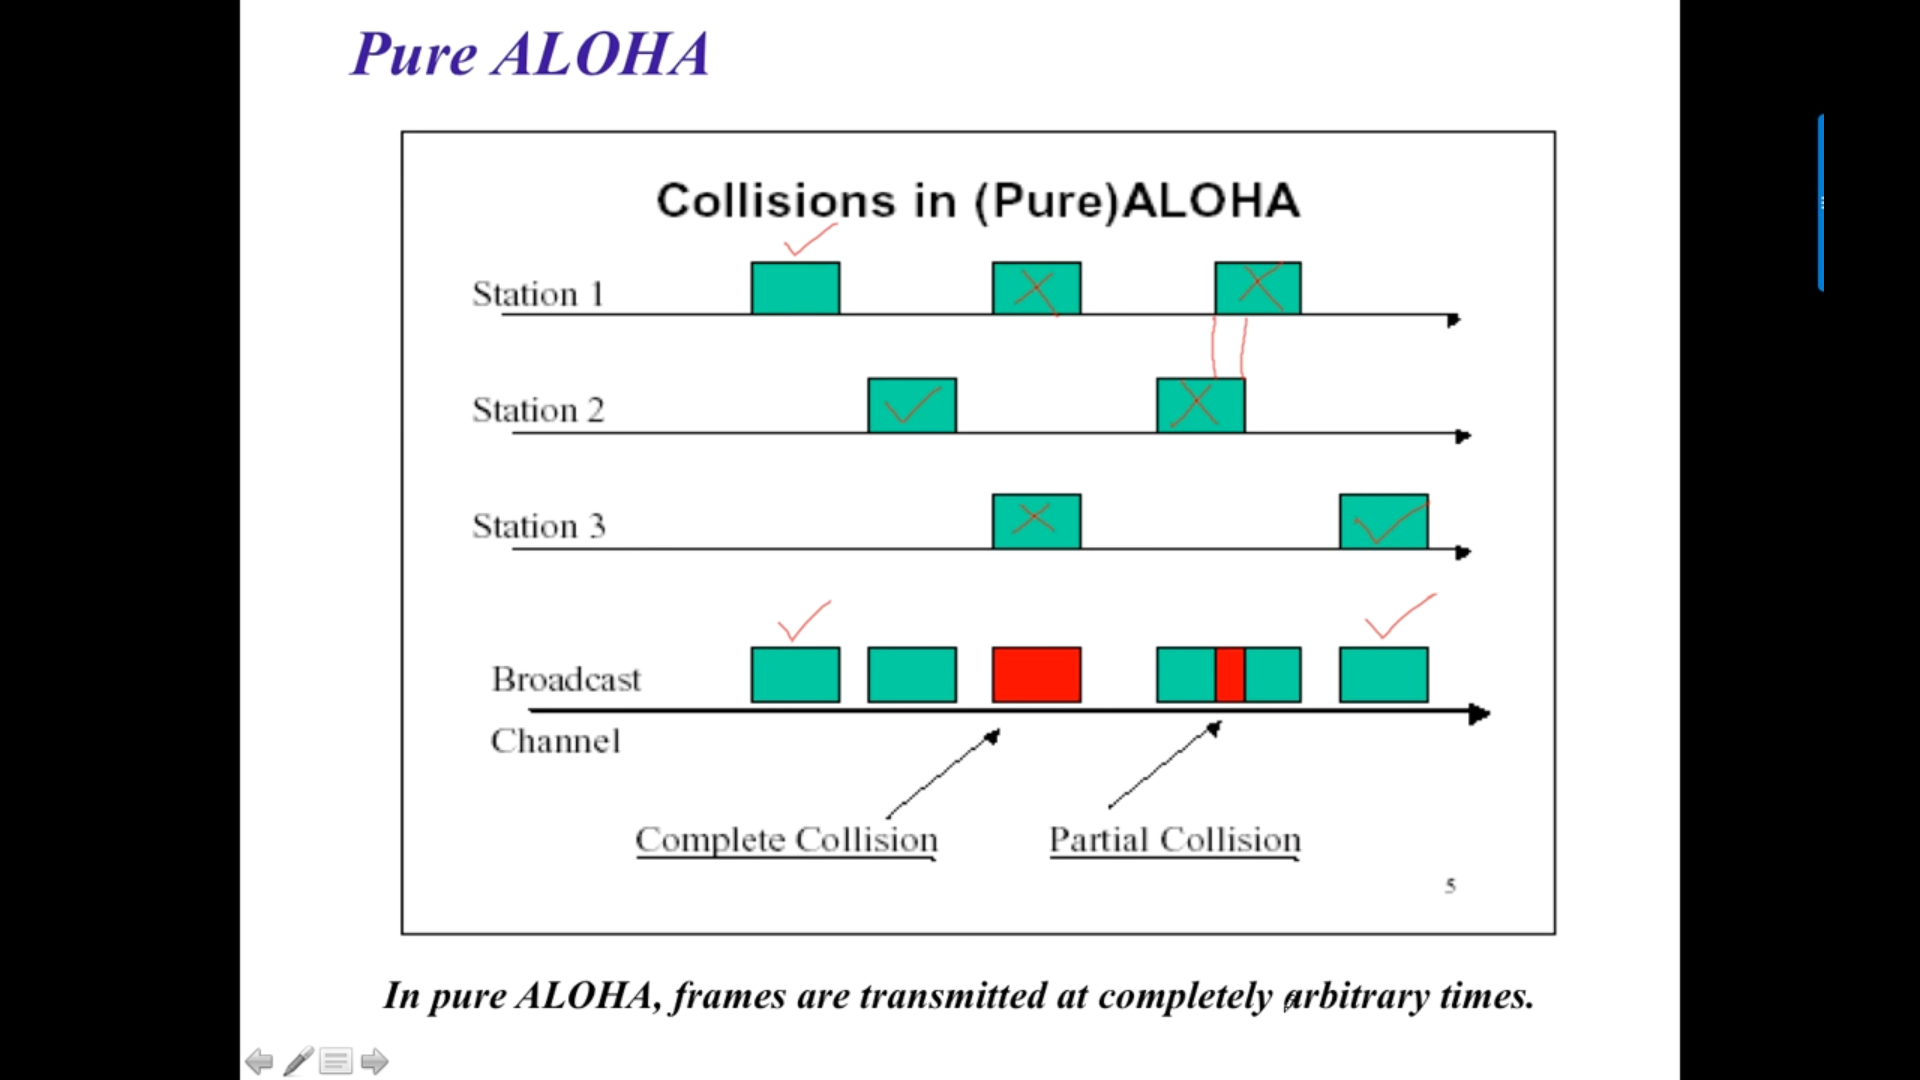 Pure ALOHA
Collisions in (Pure)ALOHA
Station 1
Station 2
Station 3
Broadcast
Channel
Complete Collision
Partial Collision
5
In pure ALOHA, frames are transmitted at completely arbitrary times.